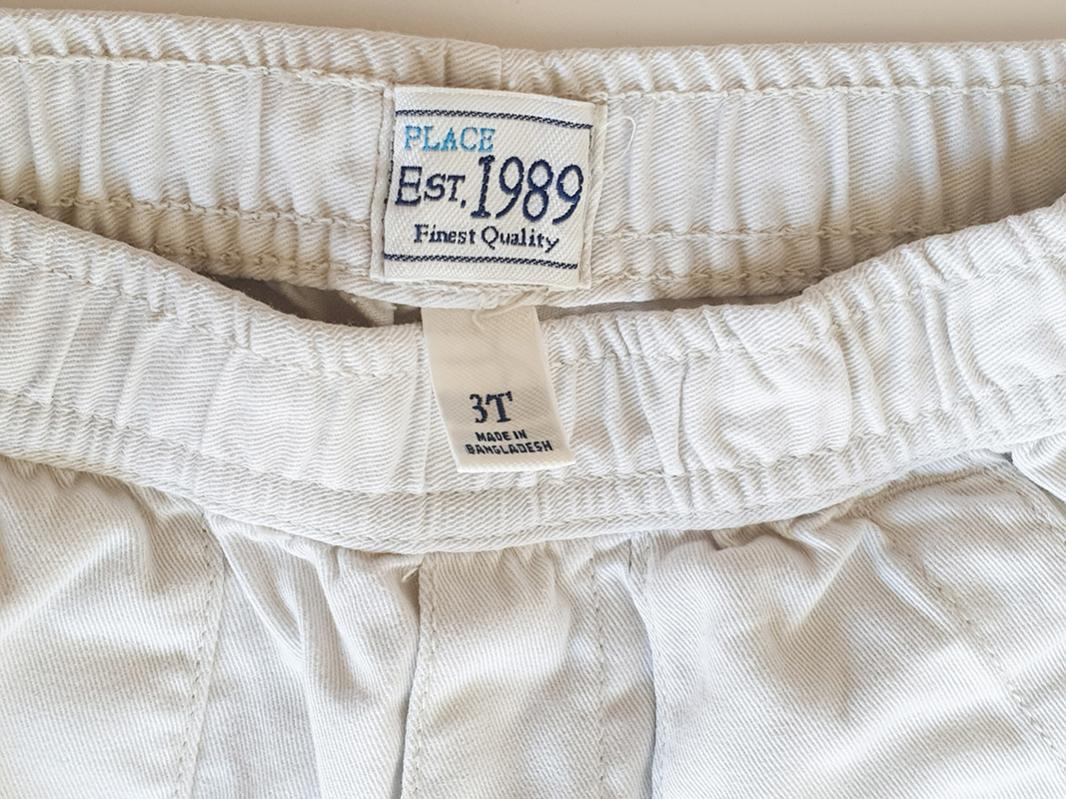 PLACE
EST. 1989
Finest Quality
3T
MADE IN
BANGLADESH